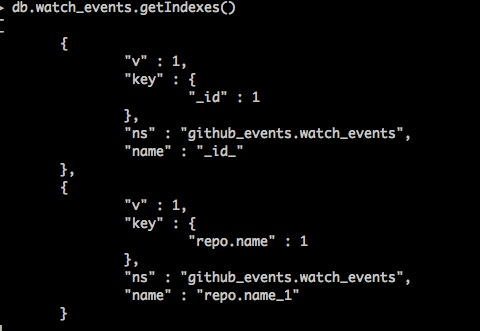 > db.watch_events.getIndexes()
[
{
"v" : 1,
"key" : {
"_id" : 1
},
"ns" : "github_events.watch_events",
"name" : "_id_"
},
{
"v" : 1,
"key" : {
"repo.name" : 1
},
"ns" : "github_events.watch_events",
"name" : "repo.name_1"
}